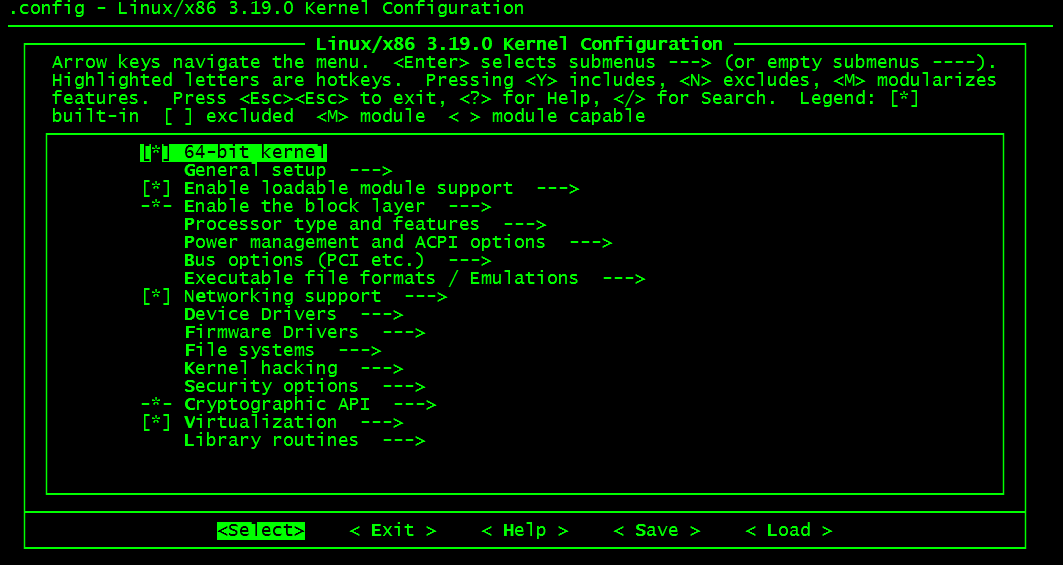 .config - Linux/x86 3.19.0 Kernel Configuration
Linux/x86 3.19.0 Kernel Configuration
Arrow keys navigate the menu.  <Enter> selects submenus ---> (or empty submenus ----).
Highlighted letters are hotkeys.  Pressing <Y> includes, <N> excludes, <M> modularizes
features.  Press <Esc><Esc> to exit, <?> for Help, </> for Search.  Legend: [*]
built-in  [ ] excluded  <M> module  < > module capable
[*] 64-bit kernel
General setup  --->
[*] Enable loadable module support  --->
-*- Enable the block layer  --->
Processor type and features  --->
Power management and ACPI options  --->
Bus options (PCI etc.)  --->
Executable file formats / Emulations  --->
[*] Networking support  --->
Device Drivers  --->
Firmware Drivers  --->
File systems  --->
Kernel hacking  --->
Security options  --->
-*- Cryptographic API  --->
[*] Virtualization  --->
Library routines  --->
<Select>    < Exit >    < Help >    < Save >    < Load >